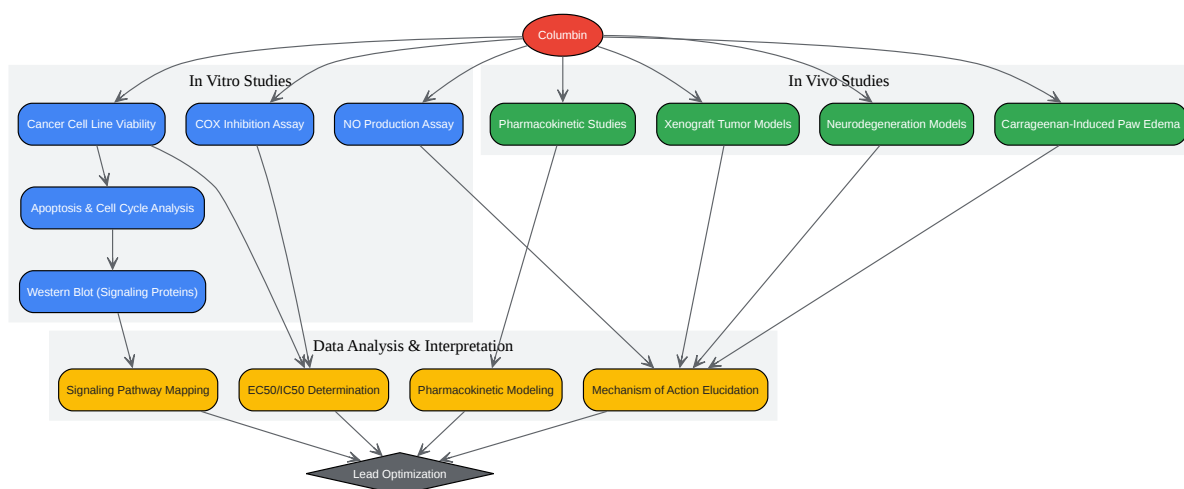 Columbin
In Vitro Studies
In Vivo Studies
Cancer Cell Line Viability
COX Inhibition Assay
NO Production Assay
Pharmacokinetic Studies
Xenograft Tumor Models
Neurodegeneration Models
Carrageenan-Induced Paw Edema
Apoptosis & Cell Cycle Analysis
Western Blot (Signaling Proteins)
Data Analysis & Interpretation
Signaling Pathway Mapping
EC50/IC50 Determination
Pharmacokinetic Modeling
Mechanism of Action Elucidation
Lead Optimization